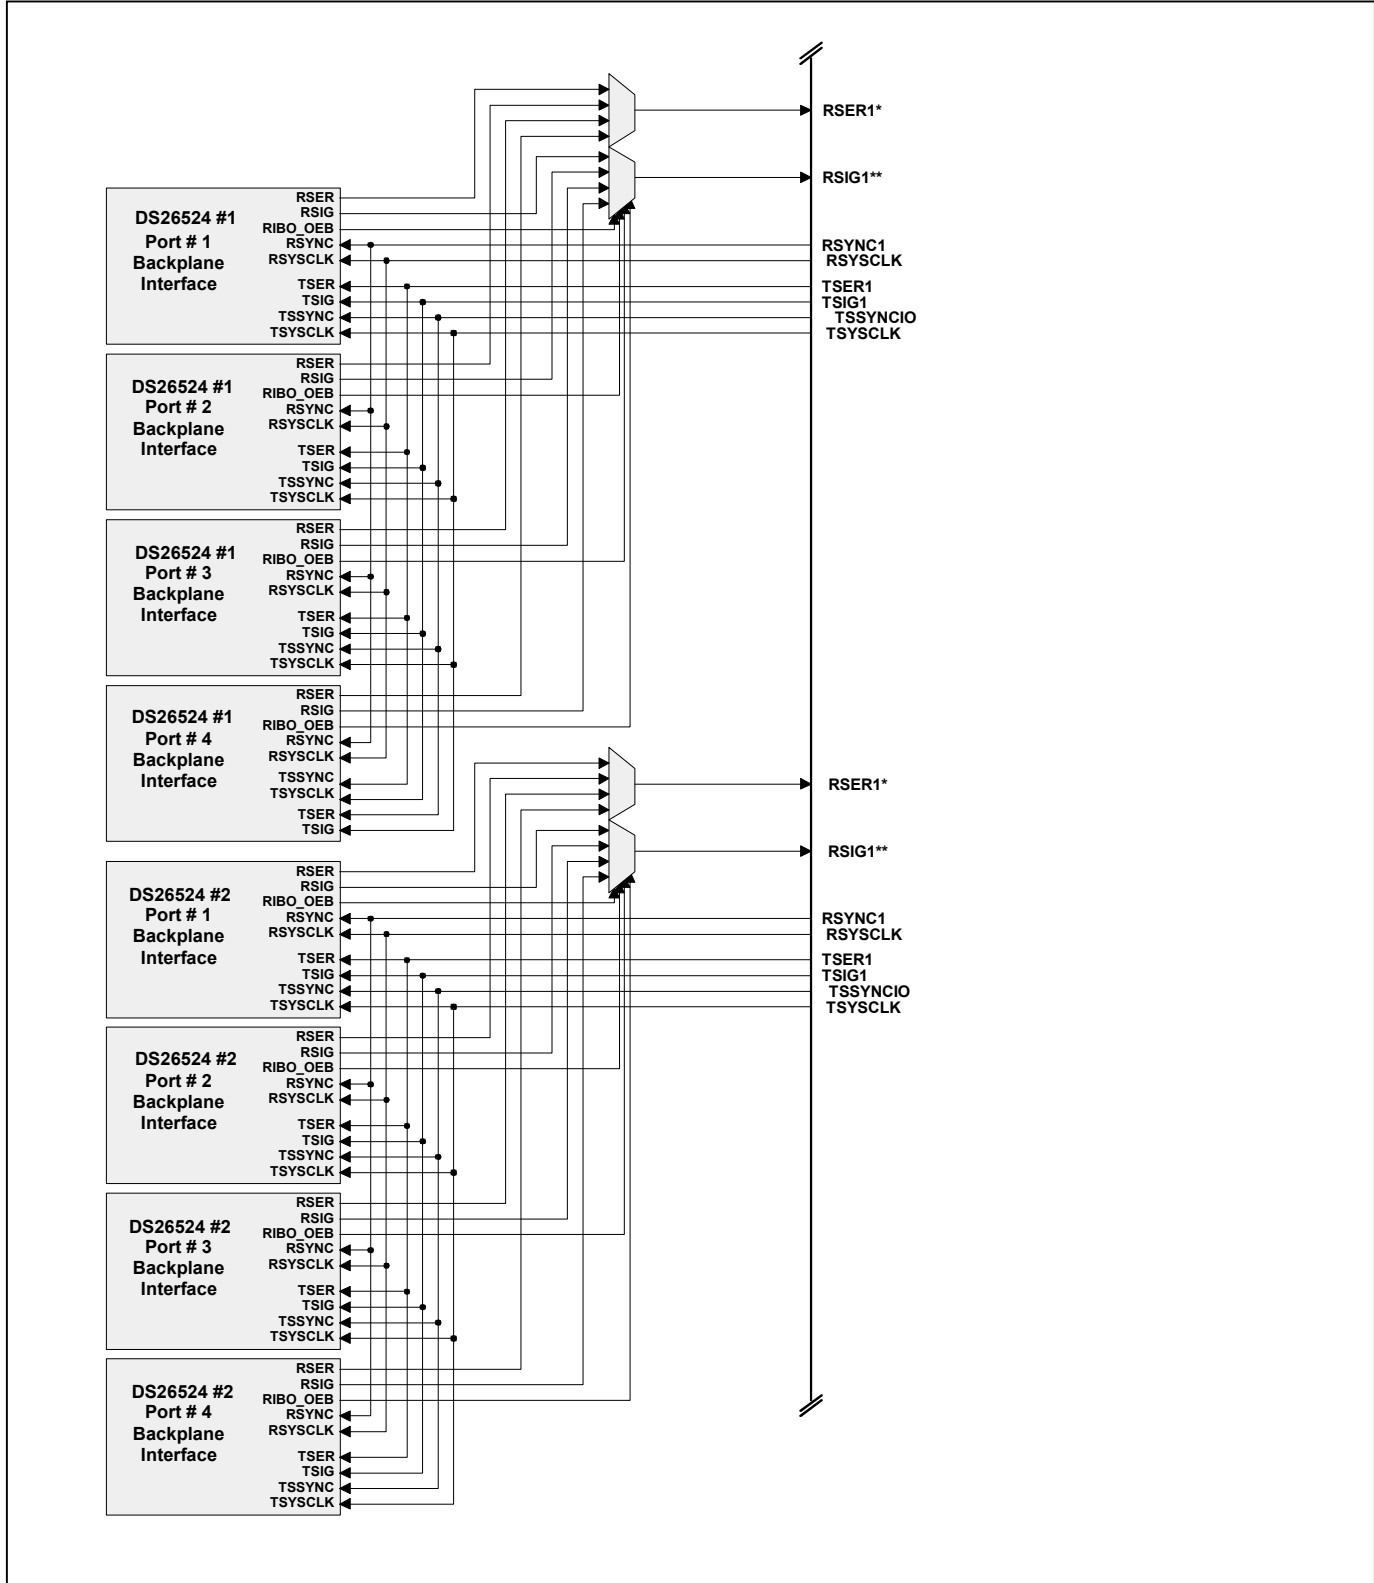 RSER1*
RSIG1**
DS26524 #1
Port # 1
Backplane
Interface
RSER
RSIG
RIBO_OEB
RSYNC
RSYSCLK
TSER
TSIG
TSSYNC
TSYSCLK
RSYNC1
RSYSCLK
TSER1
TSIG1
TSSYNCIO
TSYSCLK
DS26524 #1
Port # 2
Backplane
Interface
RSER
RSIG
RIBO_OEB
RSYNC
RSYSCLK
TSER
TSIG
TSSYNC
TSYSCLK
DS26524 #1
Port # 3
Backplane
Interface
RSER
RSIG
RIBO_OEB
RSYNC
RSYSCLK
TSER
TSIG
TSSYNC
TSYSCLK
DS26524 #1
Port # 4
Backplane
Interface
RSER
RSIG
RIBO_OEB
RSYNC
RSYSCLK
TSSYNC
TSYSCLK
TSER
TSIG
RSER1*
RSIG1**
DS26524 #2
Port # 1
Backplane
Interface
RSER
RSIG
RIBO_OEB
RSYNC
RSYSCLK
TSER
TSIG
TSSYNC
TSYSCLK
RSYNC1
RSYSCLK
TSER1
TSIG1
TSSYNCIO
TSYSCLK
DS26524 #2
Port # 2
Backplane
Interface
RSER
RSIG
RIBO_OEB
RSYNC
RSYSCLK
TSER
TSIG
TSSYNC
TSYSCLK
DS26524 #2
Port # 3
Backplane
Interface
RSER
RSIG
RIBO_OEB
RSYNC
RSYSCLK
TSER
TSIG
TSSYNC
TSYSCLK
DS26524 #2
Port # 4
Backplane
Interface
RSER
RSIG
RIBO_OEB
RSYNC
RSYSCLK
TSER
TSIG
TSSYNC
TSYSCLK